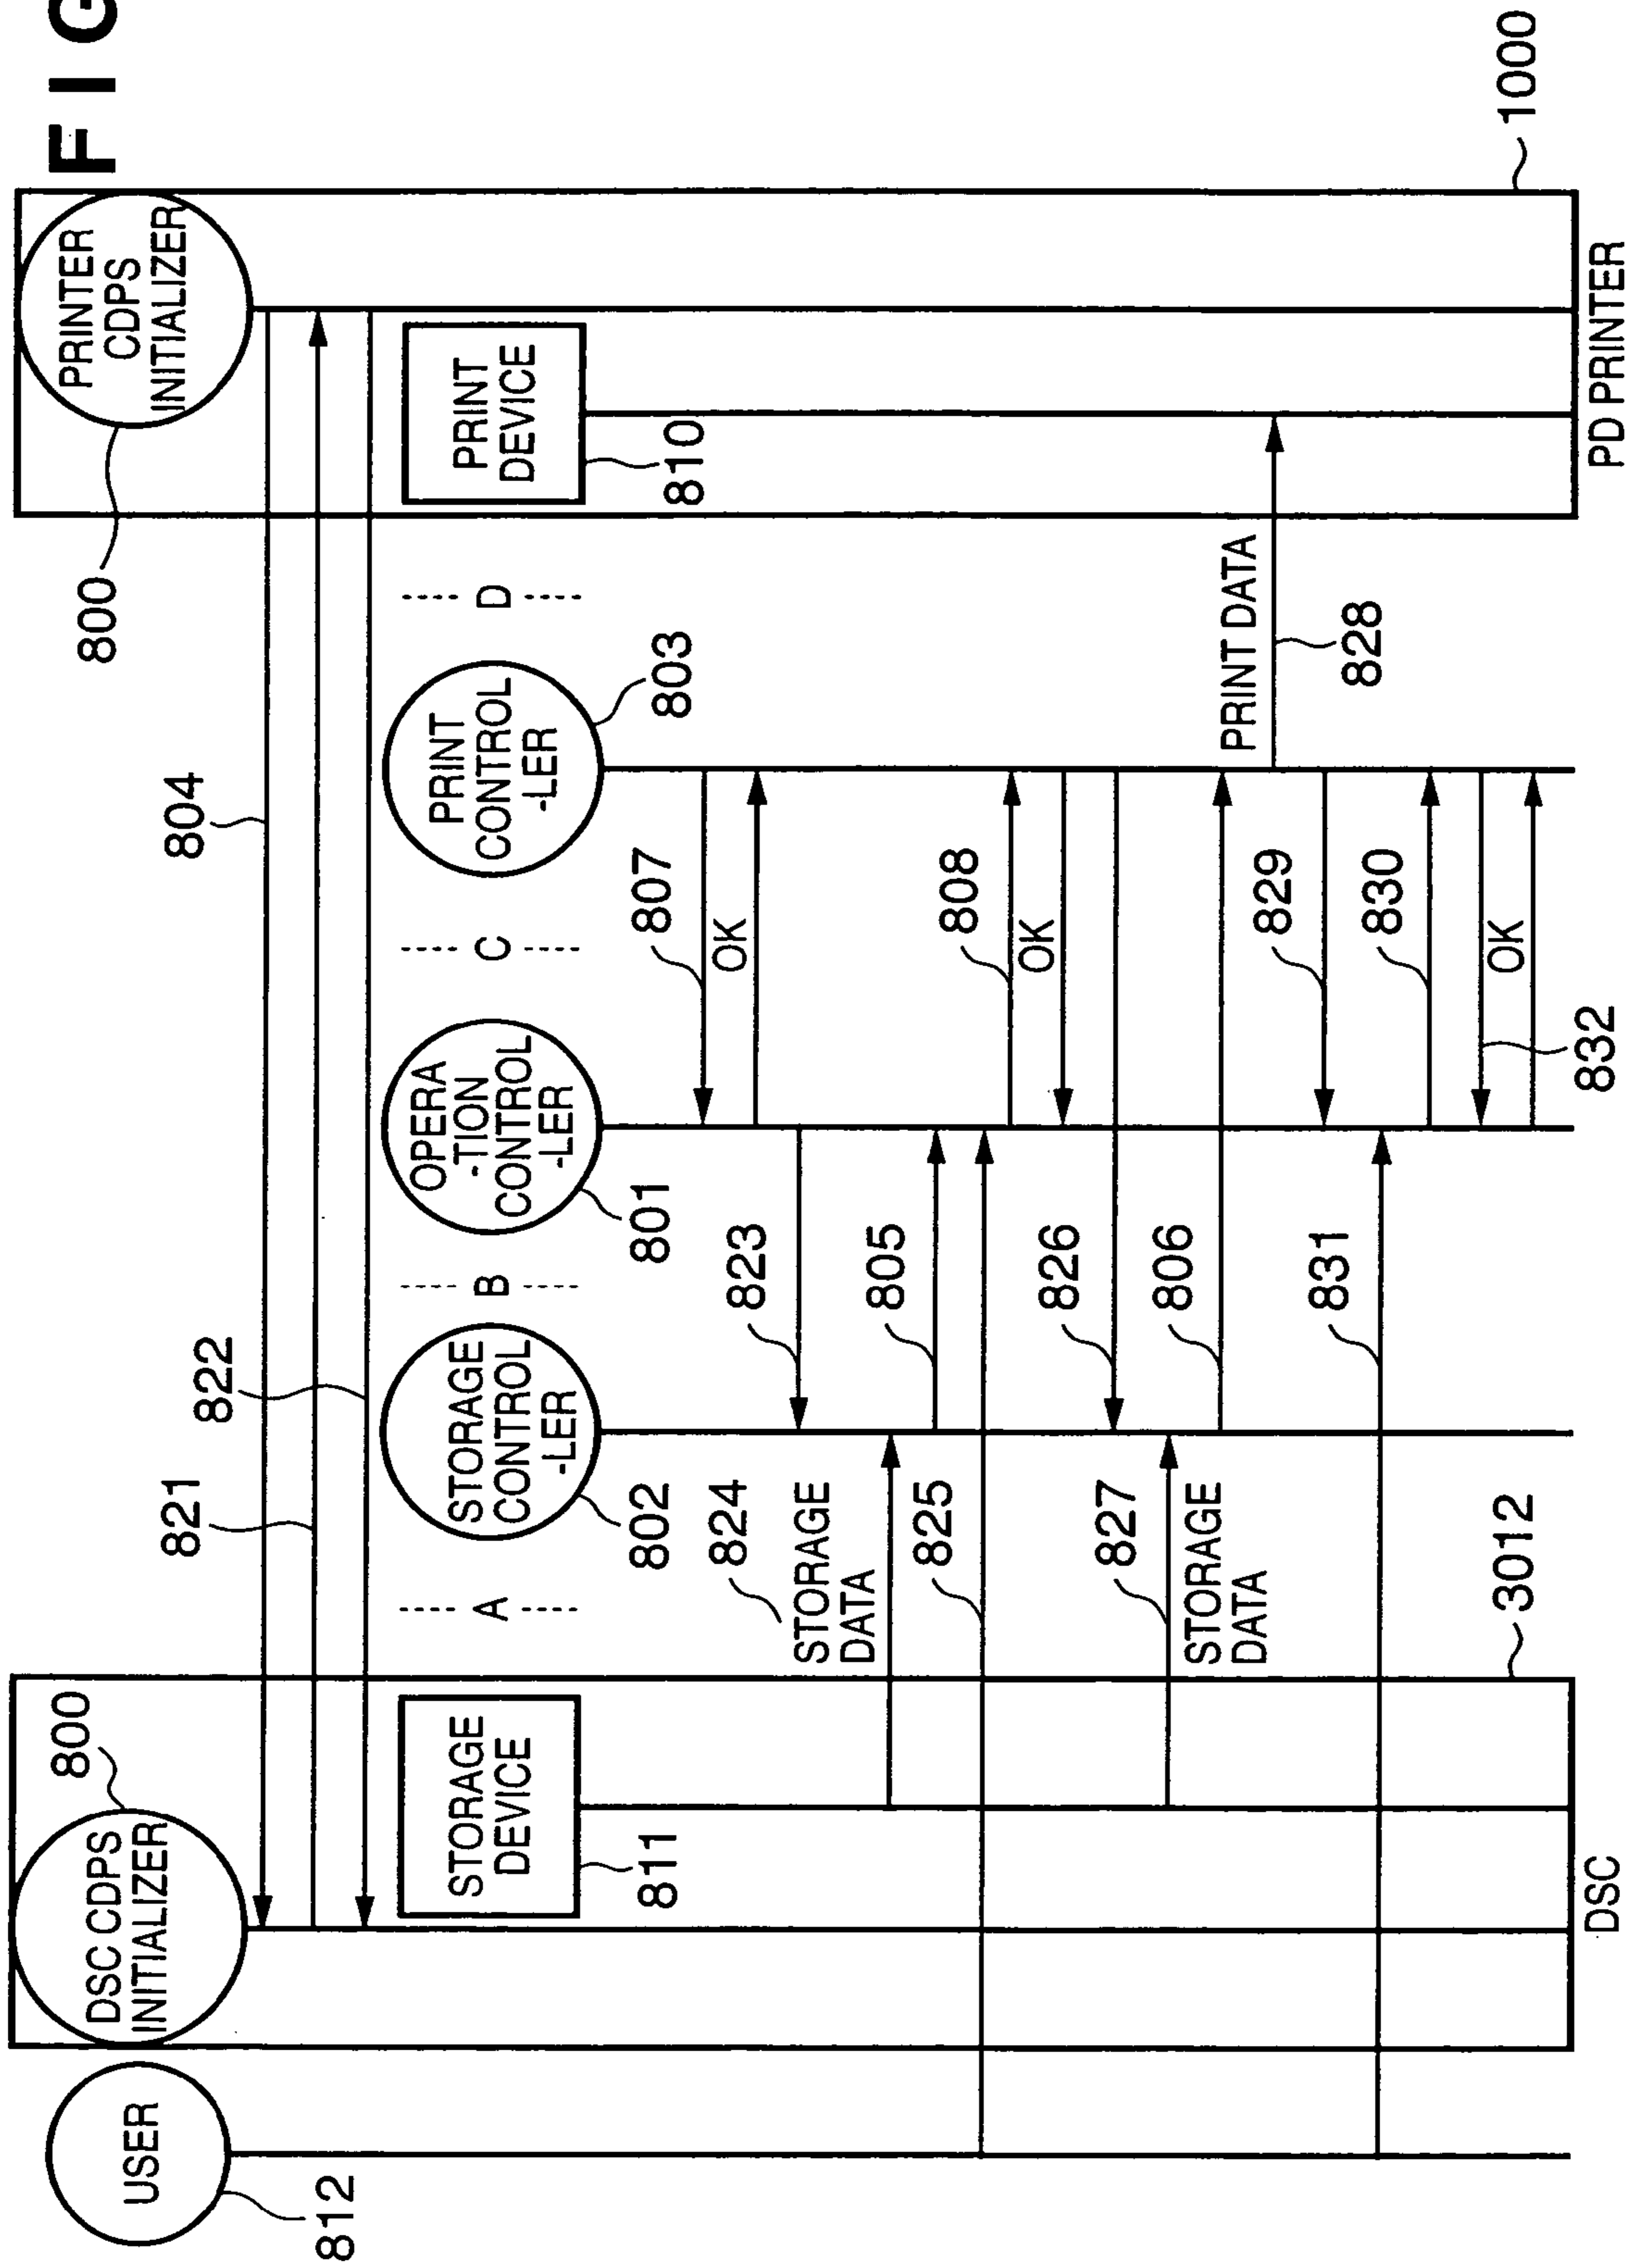 FIG
USER
812
DSC CDPS
INITIALIZER
800
PRINTER
CDPS
INITIALIZER
800
821
822
804
STORAGE
DEVICE
811
A
STORAGE
CONTROL
-LER
802
B
OPERA
-TION
CONTROL
-LER
801
C
PRINT
CONTROL
-LER
803
D
PRINT
DEVICE
810
807
OK
823
824
STORAGE
DATA
805
825
808
OK
826
827
STORAGE
DATA
806
PRINT DATA
828
829
831
830
OK
832
3012
DSC
1000
PD PRINTER